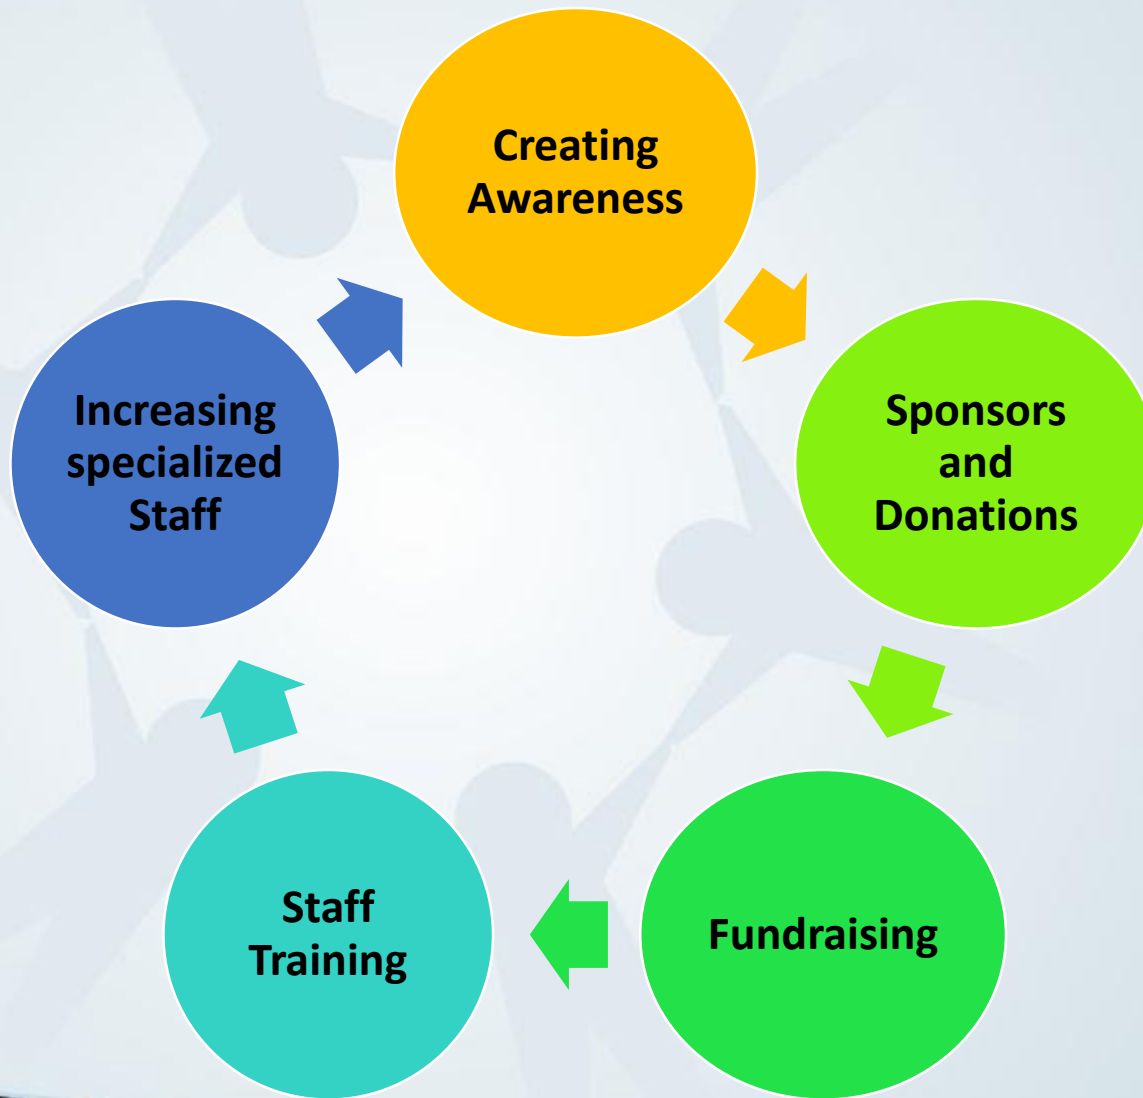 Creating
Awareness
Sponsors
and
Donations
Fundraising
Staff
Training
Increasing
specialized
Staff